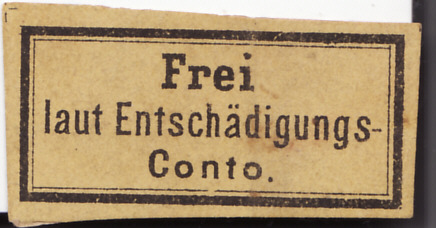 Frei
laut Entschädigungs-
Conto.